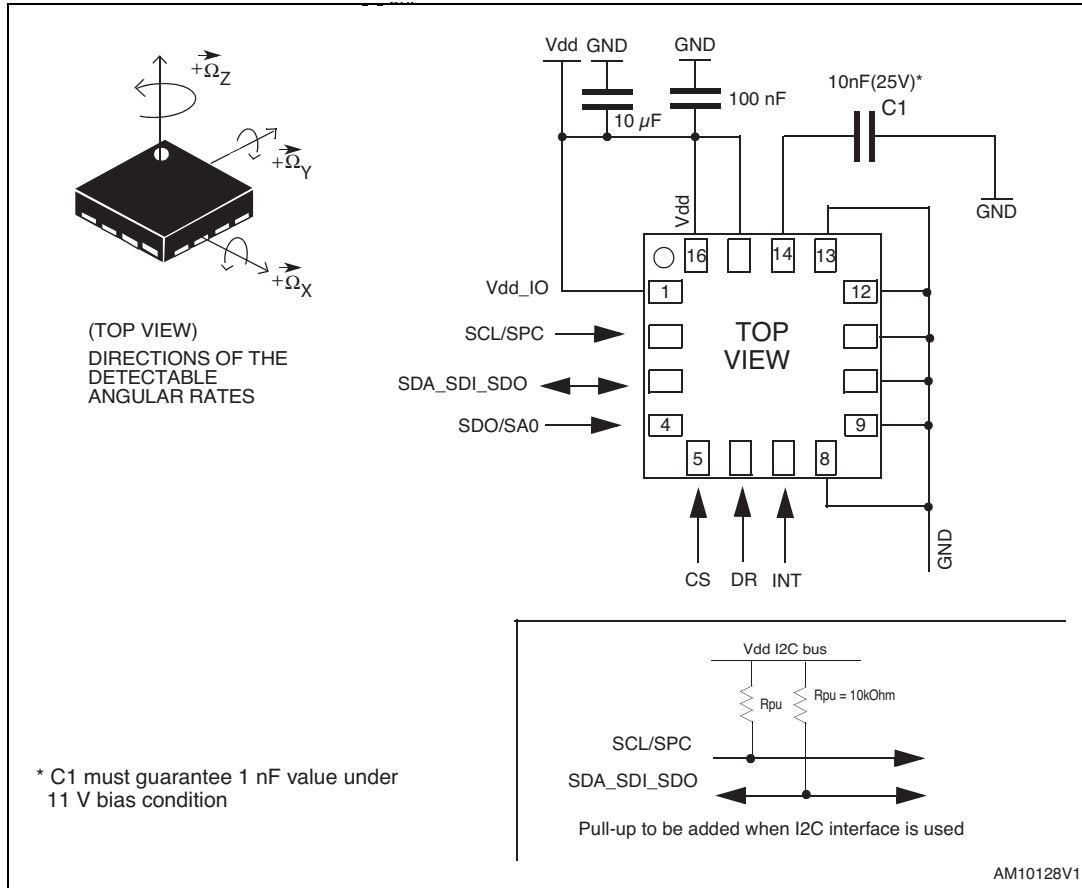 +Ω Z
+Ω Y
+Ω X
(TOP VIEW)
DIRECTIONS OF THE
DETECTABLE
ANGULAR RATES
Vdd GND GND
10 µF
100 nF
10nF(25V)*
C1
GND
Vdd
16 14 13
Vdd_IO
1 12
SCL/SPC
TOP
VIEW
SDA_SDI_SDO
SDO/SA0
4 9
5 8
GND
CS DR INT
Vdd I2C bus
Rpu Rpu = 10kOhm
SCL/SPC
SDA_SDI_SDO
Pull-up to be added when I2C interface is used
* C1 must guarantee 1 nF value under
11 V bias condition
AM10128V1